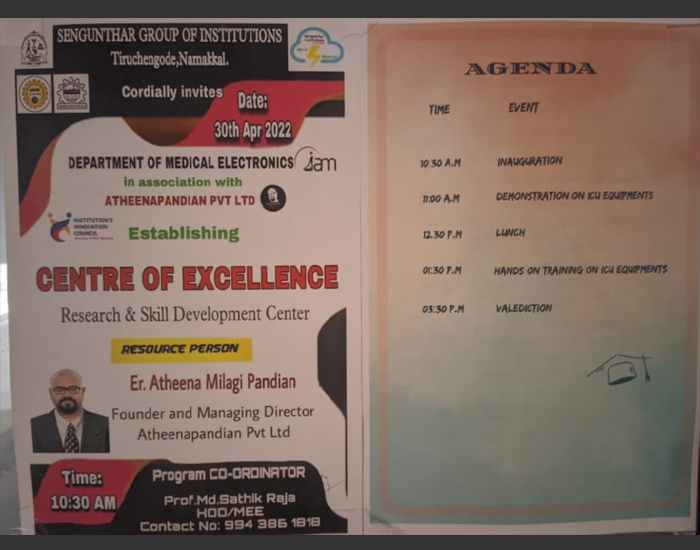 SENGUNTHAR GROUP OF INSTITUTIONS
Tiruchengode,Namakkal.
Cordially invites
Date:
30th Apr 2022
DEPARTMENT OF MEDICAL ELECTRONICS
jam
in association with
ATHEENAPANDIAN PVT LTD
INSTITUTION'S
INNOVATION
COUNCIL
Establishing
CENTRE OF EXCELLENCE
Research & Skill Development Center
RESOURCE PERSON
Er. Atheena Milagi Pandian
Founder and Managing Director
Atheenapandian Pvt Ltd
Time:
10:30 AM
Program CO-ORDINATOR
Prof.Md.Sathik Raja
HOD/MEE
Contact No: 994 386 1818
AGENDA
TIME EVENT
10:30 A.M INAUGURATION
11:00 A.M DEMONSTRATION ON ICU EQUIPMENTS
12.30 P.M LUNCH
01:30 P.M HANDS ON TRAINING ON ICU EQUIPMENTS
03:30 P.M VALEDICTION